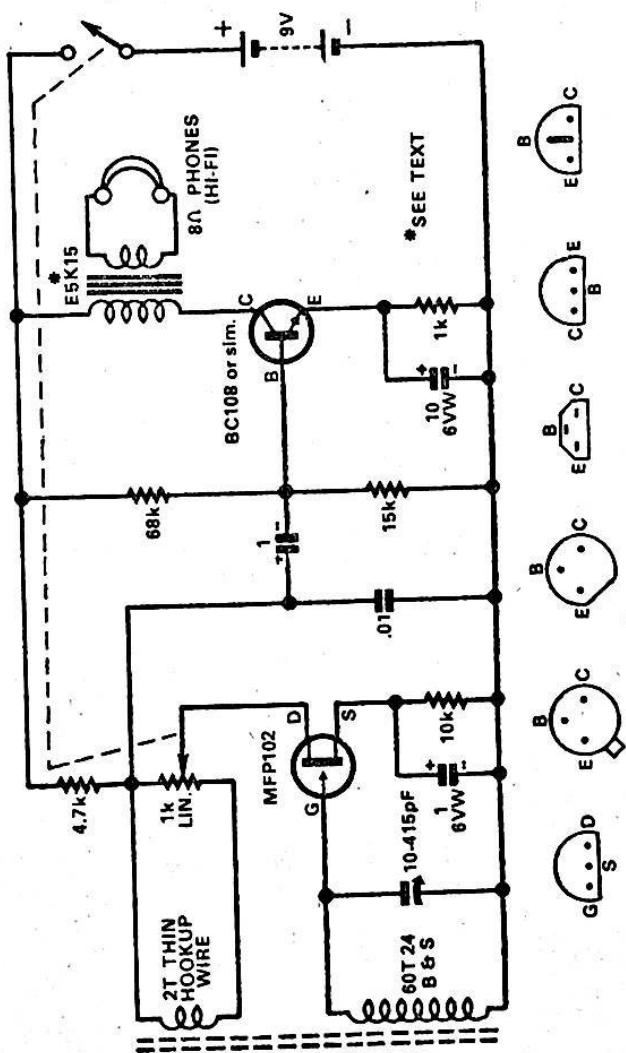 +
9V
−
E5K15
*
8Ω PHONES
(HI-FI)
*SEE TEXT
C
B
E
BC108 or sim.
68k
15k
1
+
−
1k
10
6VW
+
−
.01
4.7k
1k
LIN.
2T THIN
HOOKUP
WIRE
D
S
G
MFP102
10k
1
6VW
+
−
10-415pF
60T 24
B & S
G
S
D
E
B
C
E
B
C
E
B
C
C
B
E
E
B
C